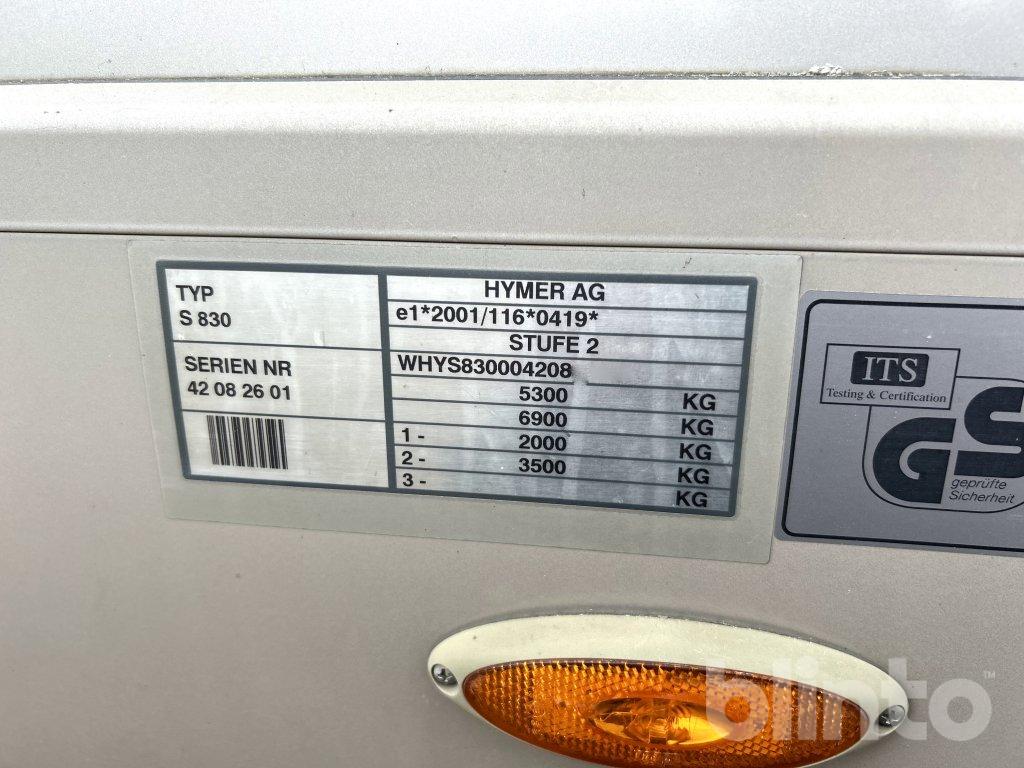 TYP
S 830
SERIEN NR
42 08 26 01
HYMER AG
e1*2001/116*0419*
STUFE 2
WHYS830004208
5300 KG
6900 KG
1 - 2000 KG
2 - 3500 KG
3 - KG
ITS
Testing & Certification
GS
geprüfte
Sicherheit
blinto™